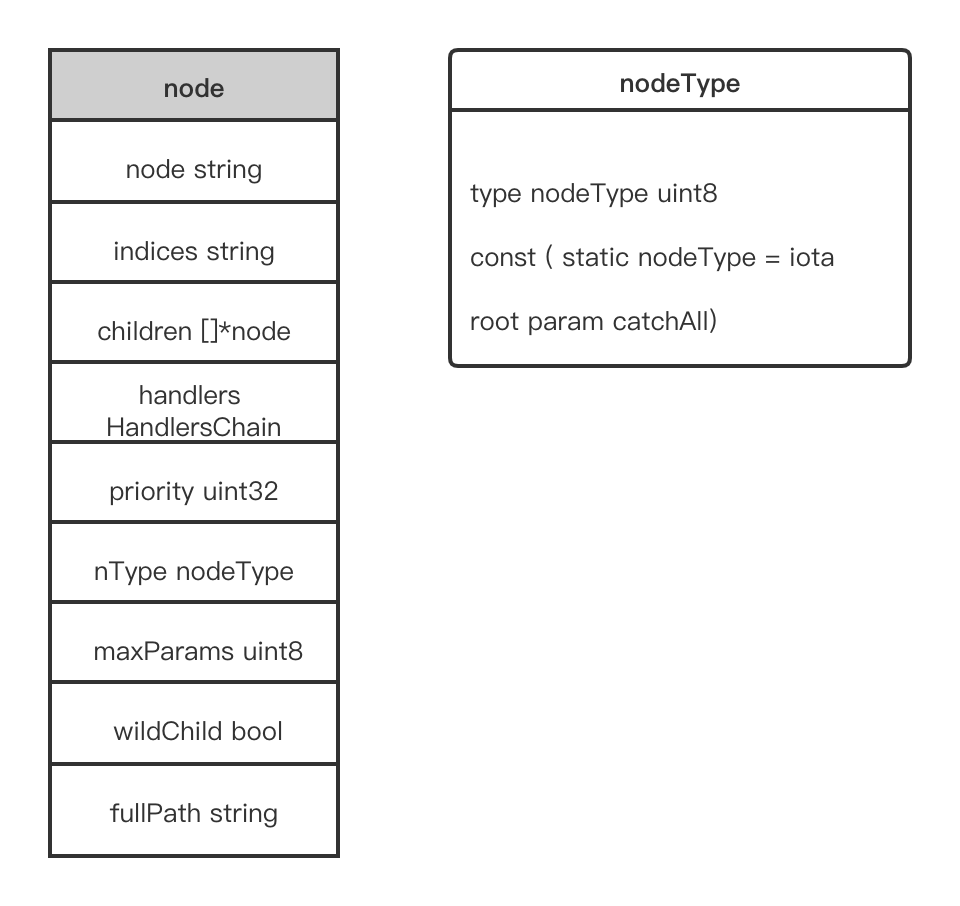 node
node string
indices string
children []*node
handlers
HandlersChain
priority uint32
nType nodeType
maxParams uint8
wildChild bool
fullPath string
nodeType
type nodeType uint8
const ( static nodeType = iota
root param catchAll)